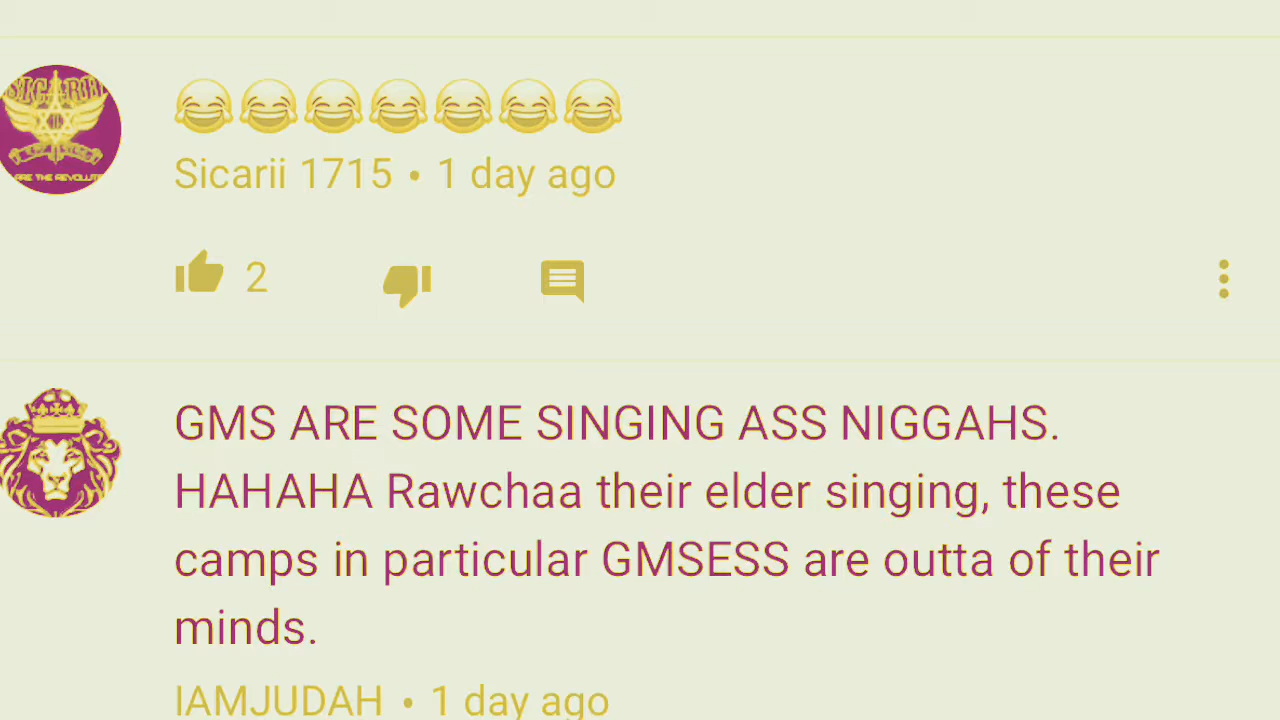 😂😂😂😂😂😂😂
Sicarii 1715 • 1 day ago
2
GMS ARE SOME SINGING ASS NIGGAHS.
HAHAHA Rawchaa their elder singing, these
camps in particular GMSESS are outta of their
minds.
IAMJUDAH • 1 day ago